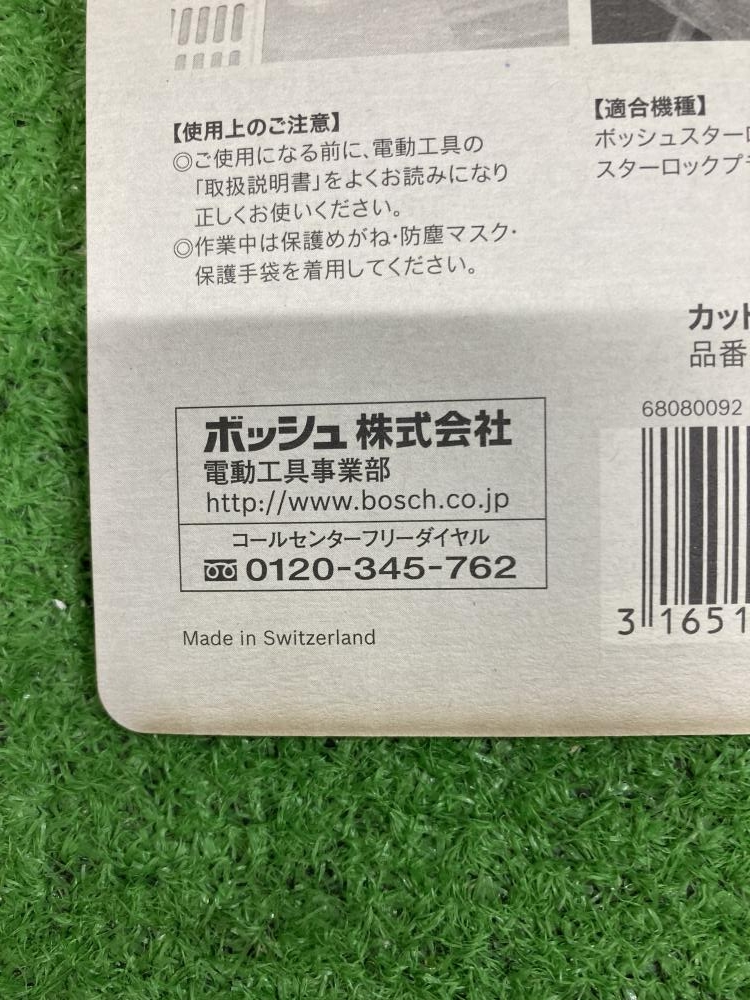 【使用上のご注意】
◎ご使用になる前に、電動工具の
「取扱説明書」をよくお読みになり
正しくお使いください。
◎作業中は保護めがね・防塵マスク・
保護手袋を着用してください。
【適合機種】
ボッシュスターロ
スターロックプラ
カット
品番
68080092
3 1651
ボッシュ株式会社
電動工具事業部
http://www.bosch.co.jp
コールセンターフリーダイヤル
0120-345-762
Made in Switzerland